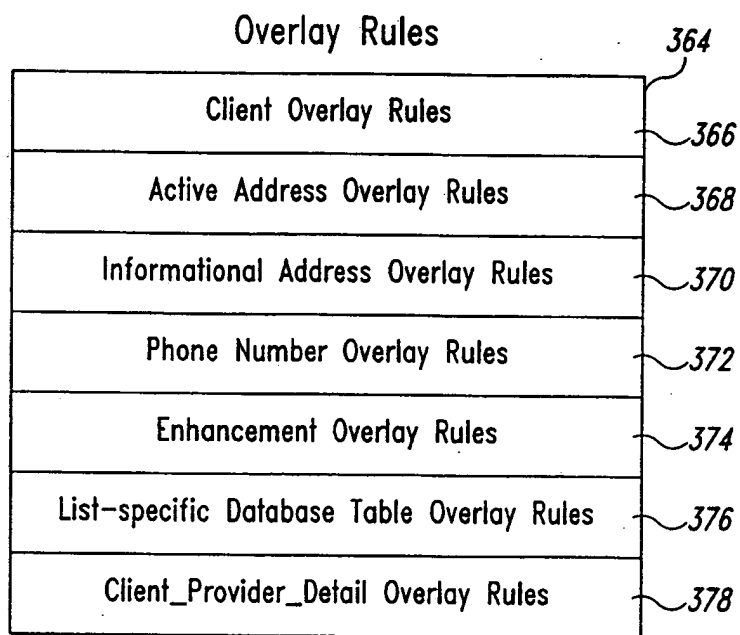 Overlay Rules
364
Client Overlay Rules
366
Active Address Overlay Rules
368
Informational Address Overlay Rules
370
Phone Number Overlay Rules
372
Enhancement Overlay Rules
374
List-specific Database Table Overlay Rules
376
Client_Provider_Detail Overlay Rules
378